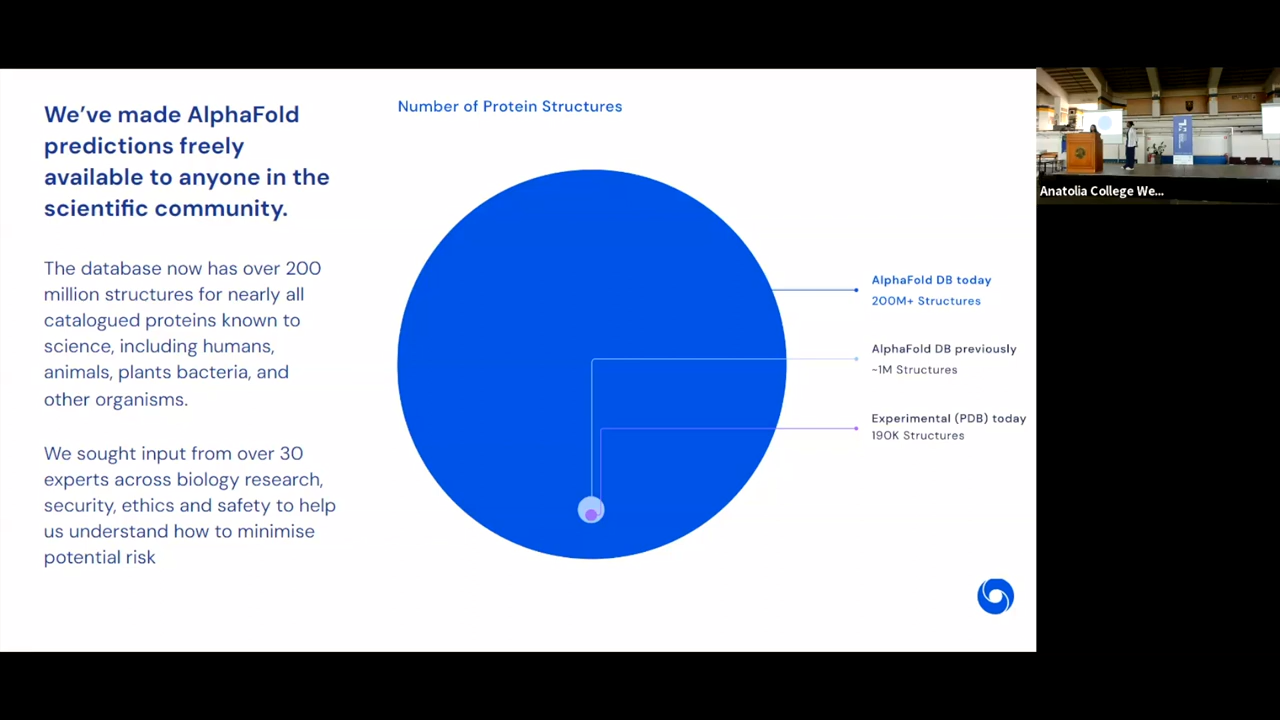 We've made AlphaFold
predictions freely
available to anyone in the
scientific community.
The database now has over 200
million structures for nearly all
catalogued proteins known to
science, including humans,
animals, plants bacteria, and
other organisms.
We sought input from over 30
experts across biology research,
security, ethics and safety to help
us understand how to minimise
potential risk
Number of Protein Structures
AlphaFold DB today
200M+ Structures
AlphaFold DB previously
~1M Structures
Experimental (PDB) today
190K Structures
Anatolia College We...